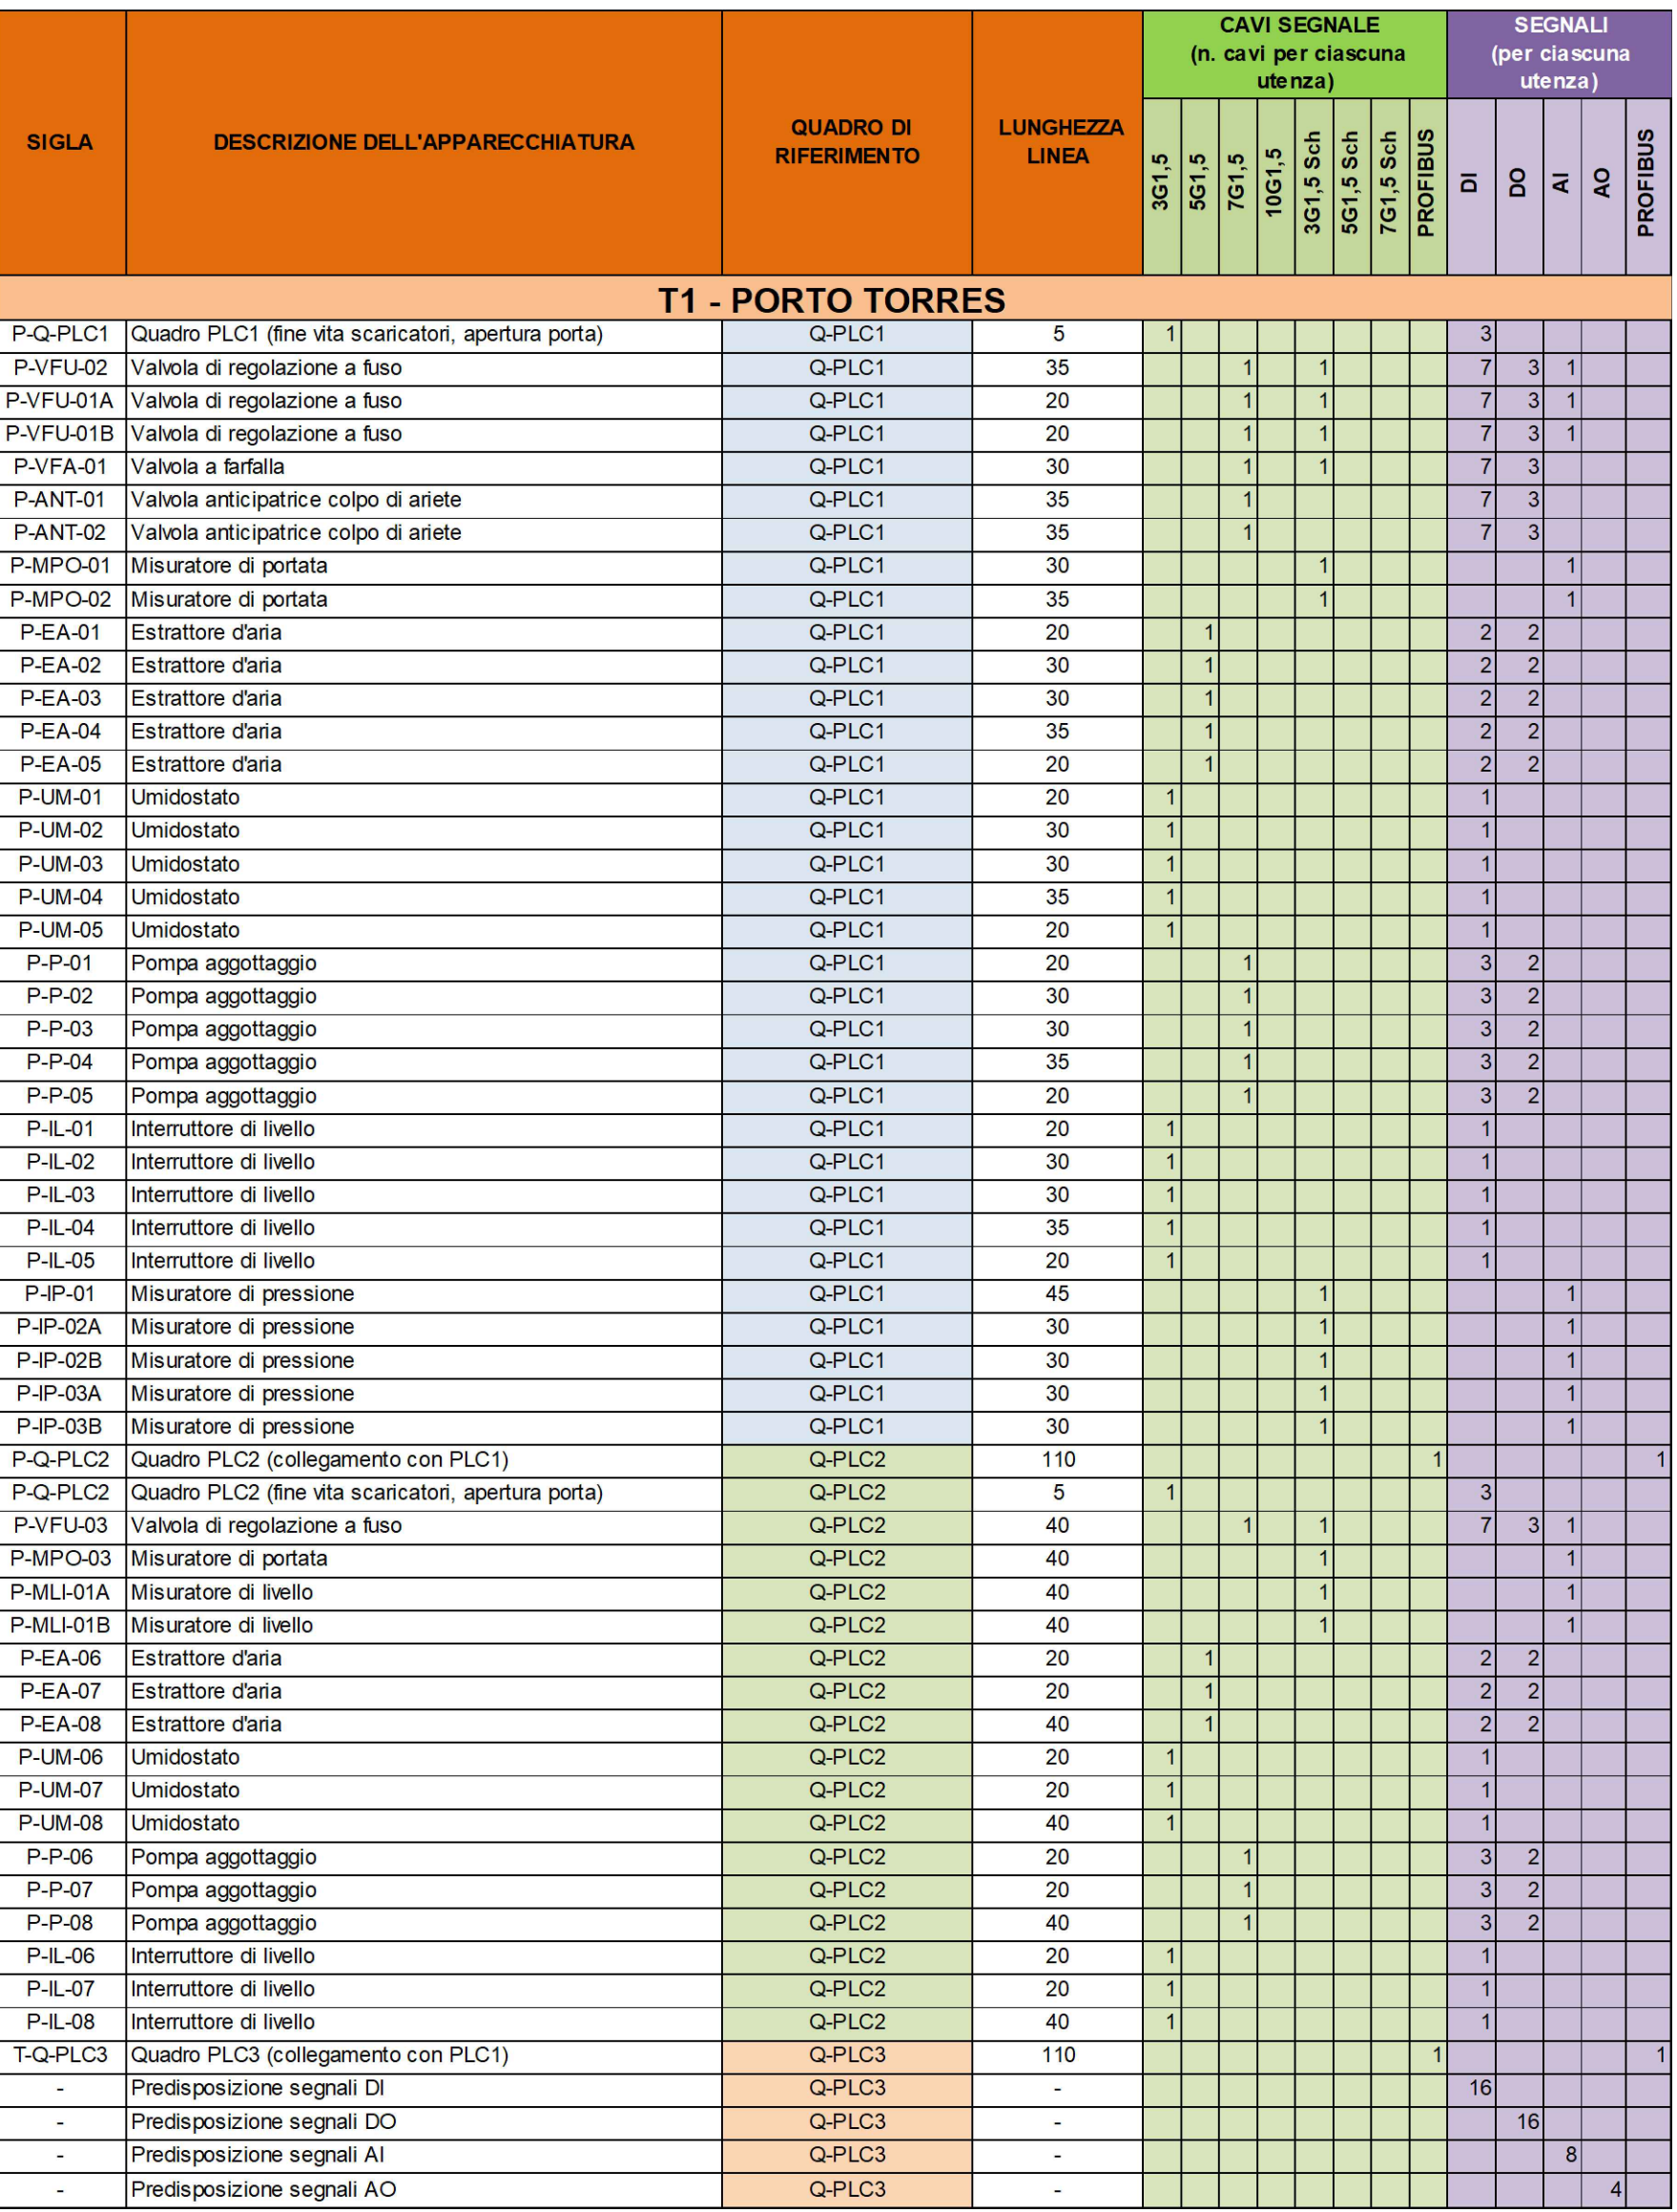 CAVI SEGNALE
(n. cavi per ciascuna
utenza)
SEGNALI
(per ciascuna
utenza)
SIGLA
DESCRIZIONE DELL'APPARECCHIATURA
QUADRO DI
RIFERIMENTO
LUNGHEZZA
LINEA
3G1,5
5G1,5
7G1,5
10G1,5
3G1,5 Sch
5G1,5 Sch
7G1,5 Sch
PROFIBUS
DI
DO
AI
AO
PROFIBUS
T1 - PORTO TORRES
P-Q-PLC1 Quadro PLC1 (fine vita scaricatori, apertura porta) Q-PLC1 5 1 3
P-VFU-02 Valvola di regolazione a fuso Q-PLC1 35 1 1 7 3 1
P-VFU-01A Valvola di regolazione a fuso Q-PLC1 20 1 1 7 3 1
P-VFU-01B Valvola di regolazione a fuso Q-PLC1 20 1 1 7 3 1
P-VFA-01 Valvola a farfalla Q-PLC1 30 1 1 7 3
P-ANT-01 Valvola anticipatrice colpo di ariete Q-PLC1 35 1 7 3
P-ANT-02 Valvola anticipatrice colpo di ariete Q-PLC1 35 1 7 3
P-MPO-01 Misuratore di portata Q-PLC1 30 1 1
P-MPO-02 Misuratore di portata Q-PLC1 35 1 1
P-EA-01 Estrattore d'aria Q-PLC1 20 1 2 2
P-EA-02 Estrattore d'aria Q-PLC1 30 1 2 2
P-EA-03 Estrattore d'aria Q-PLC1 30 1 2 2
P-EA-04 Estrattore d'aria Q-PLC1 35 1 2 2
P-EA-05 Estrattore d'aria Q-PLC1 20 1 2 2
P-UM-01 Umidostato Q-PLC1 20 1 1
P-UM-02 Umidostato Q-PLC1 30 1 1
P-UM-03 Umidostato Q-PLC1 30 1 1
P-UM-04 Umidostato Q-PLC1 35 1 1
P-UM-05 Umidostato Q-PLC1 20 1 1
P-P-01 Pompa aggottaggio Q-PLC1 20 1 3 2
P-P-02 Pompa aggottaggio Q-PLC1 30 1 3 2
P-P-03 Pompa aggottaggio Q-PLC1 30 1 3 2
P-P-04 Pompa aggottaggio Q-PLC1 35 1 3 2
P-P-05 Pompa aggottaggio Q-PLC1 20 1 3 2
P-IL-01 Interruttore di livello Q-PLC1 20 1 1
P-IL-02 Interruttore di livello Q-PLC1 30 1 1
P-IL-03 Interruttore di livello Q-PLC1 30 1 1
P-IL-04 Interruttore di livello Q-PLC1 35 1 1
P-IL-05 Interruttore di livello Q-PLC1 20 1 1
P-IP-01 Misuratore di pressione Q-PLC1 45 1 1
P-IP-02A Misuratore di pressione Q-PLC1 30 1 1
P-IP-02B Misuratore di pressione Q-PLC1 30 1 1
P-IP-03A Misuratore di pressione Q-PLC1 30 1 1
P-IP-03B Misuratore di pressione Q-PLC1 30 1 1
P-Q-PLC2 Quadro PLC2 (collegamento con PLC1) Q-PLC2 110 1 1
P-Q-PLC2 Quadro PLC2 (fine vita scaricatori, apertura porta) Q-PLC2 5 1 3
P-VFU-03 Valvola di regolazione a fuso Q-PLC2 40 1 1 7 3 1
P-MPO-03 Misuratore di portata Q-PLC2 40 1 1
P-MLI-01A Misuratore di livello Q-PLC2 40 1 1
P-MLI-01B Misuratore di livello Q-PLC2 40 1 1
P-EA-06 Estrattore d'aria Q-PLC2 20 1 2 2
P-EA-07 Estrattore d'aria Q-PLC2 20 1 2 2
P-EA-08 Estrattore d'aria Q-PLC2 40 1 2 2
P-UM-06 Umidostato Q-PLC2 20 1 1
P-UM-07 Umidostato Q-PLC2 20 1 1
P-UM-08 Umidostato Q-PLC2 40 1 1
P-P-06 Pompa aggottaggio Q-PLC2 20 1 3 2
P-P-07 Pompa aggottaggio Q-PLC2 20 1 3 2
P-P-08 Pompa aggottaggio Q-PLC2 40 1 3 2
P-IL-06 Interruttore di livello Q-PLC2 20 1 1
P-IL-07 Interruttore di livello Q-PLC2 20 1 1
P-IL-08 Interruttore di livello Q-PLC2 40 1 1
T-Q-PLC3 Quadro PLC3 (collegamento con PLC1) Q-PLC3 110 1 1
- Predisposizione segnali DI Q-PLC3 - 16
- Predisposizione segnali DO Q-PLC3 - 16
- Predisposizione segnali AI Q-PLC3 - 8
- Predisposizione segnali AO Q-PLC3 - 4